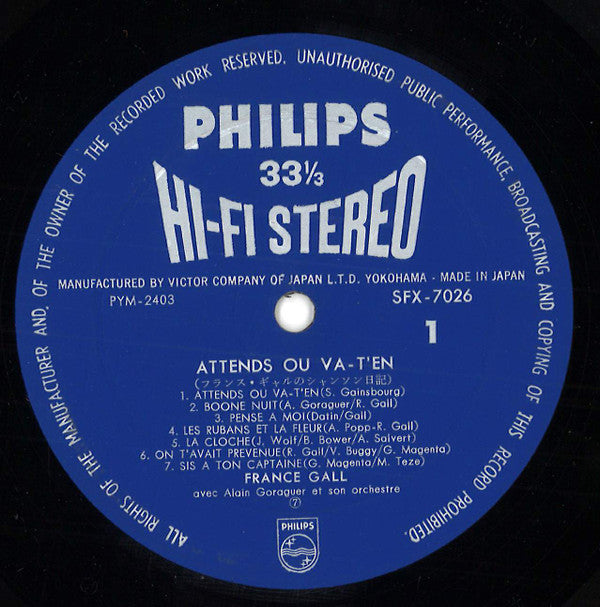 ALL RIGHTS OF THE MANUFACTURER AND, OF THE OWNER OF THE RECORDED WORK RESERVED. UNAUTHORISED PUBLIC PERFORMANCE, BROADCASTING AND COPYING OF THIS RECORD PROHIBITED.
PHILIPS
33⅓
HI-FI STEREO
MANUFACTURED BY VICTOR COMPANY OF JAPAN L.T.D. YOKOHAMA - MADE IN JAPAN
PYM-2403 SFX-7026
1
ATTENDS OU VA-T'EN
(フランス・ギャルのシャンソン日記)
1. ATTENDS OU VA-T'EN(S. Gainsbourg)
2. BOONE NUIT(A. Goraguer/R. Gall)
3. PENSE A MOI(Datin/Gall)
4. LES RUBANS ET LA FLEUR(A. Popp-R. Gall)
5. LA CLOCHE(J. Wolf/B. Bower/A. Salvert)
6. ON T'AVAIT PREVENUE(R. Gall/V. Buggy/G. Magenta)
7. SIS A TON CAPTAINE(G. Magenta/M. Teze)
FRANCE GALL
avec Alain Goraguer et son orchestre
⑦
PHILIPS